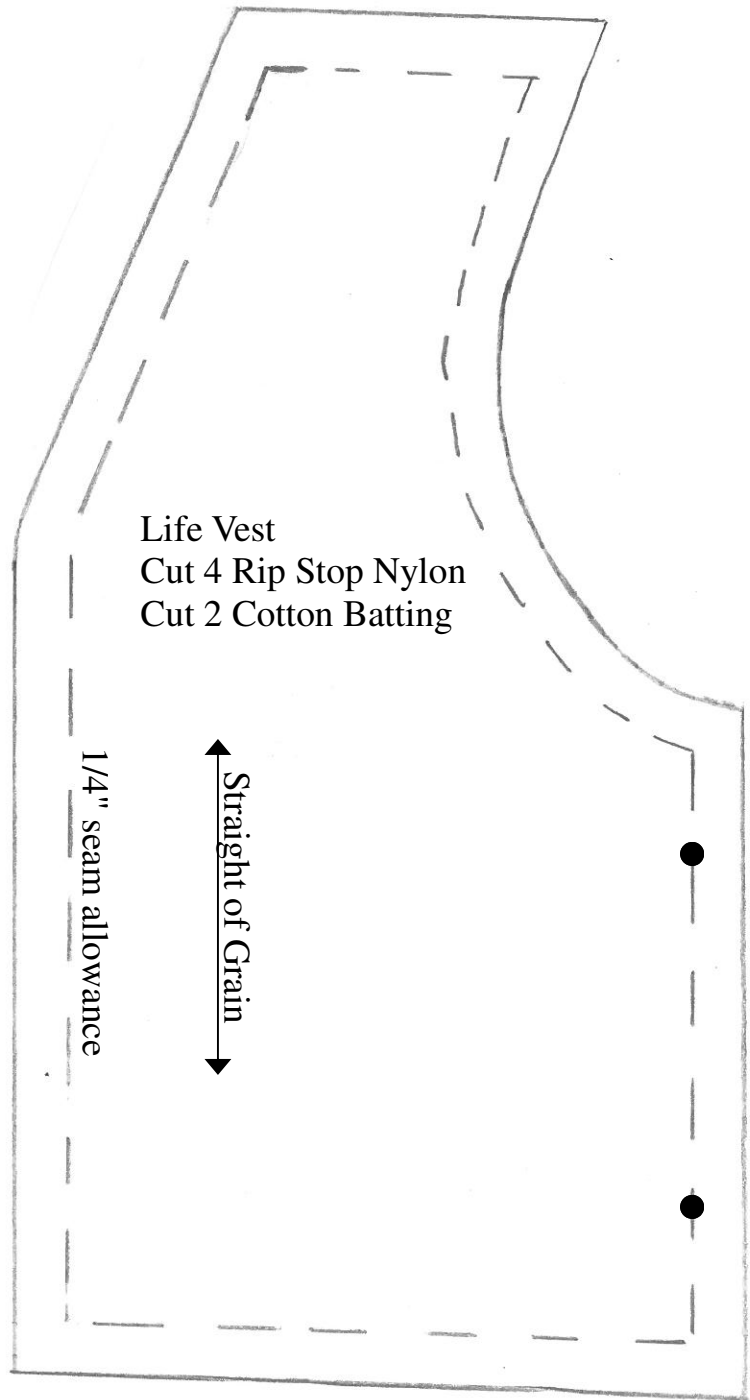 Life Vest
Cut 4 Rip Stop Nylon
Cut 2 Cotton Batting
1/4" seam allowance
Straight of Grain